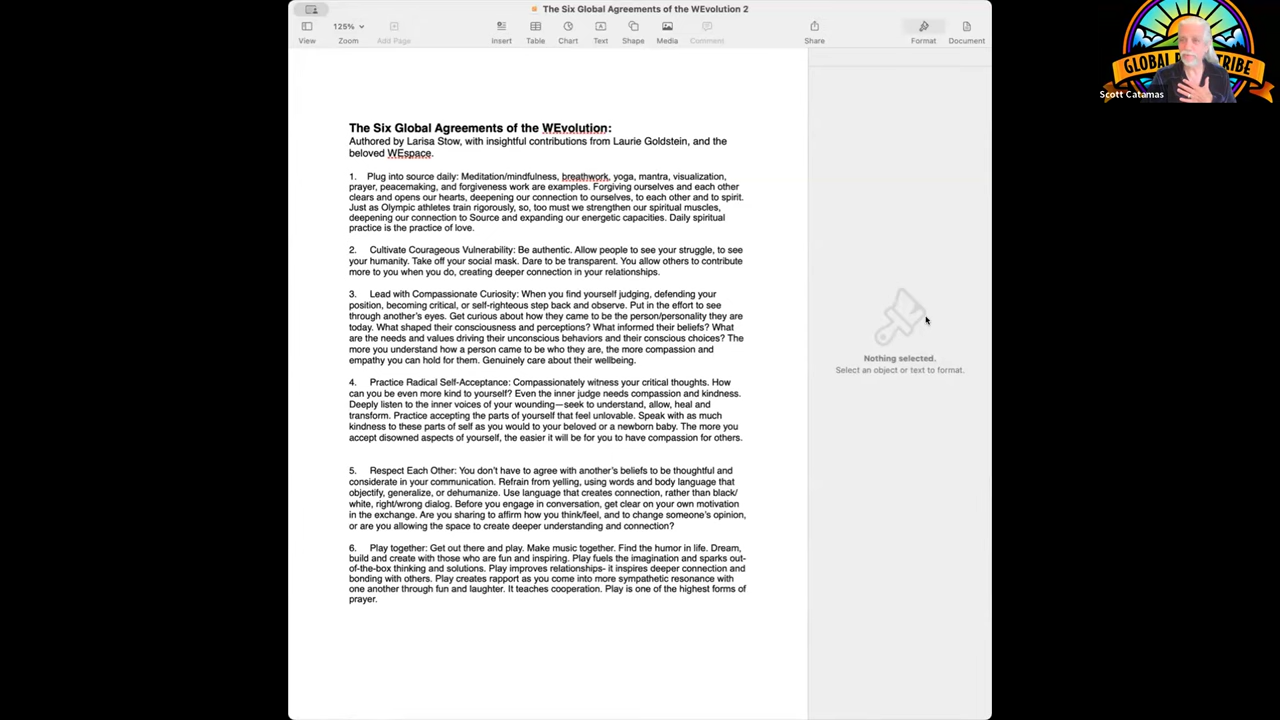 The Six Global Agreements of the WEvolution 2
125%
View
Zoom
Add Page
Insert
Table
Chart
Text
Shape
Media
Comment
Share
Format
Document
GLOBAL TRIBE
Scott Catamas
The Six Global Agreements of the WEvolution:
Authored by Larisa Stow, with insightful contributions from Laurie Goldstein, and the
beloved WEspace.
1. Plug into source daily: Meditation/mindfulness, breathwork, yoga, mantra, visualization,
prayer, peacemaking, and forgiveness work are examples. Forgiving ourselves and each other
clears and opens our hearts, deepening our connection to ourselves, to each other and to spirit.
Just as Olympic athletes train rigorously, so, too must we strengthen our spiritual muscles,
deepening our connection to Source and expanding our energetic capacities. Daily spiritual
practice is the practice of love.
2. Cultivate Courageous Vulnerability: Be authentic. Allow people to see your struggle, to see
your humanity. Take off your social mask. Dare to be transparent. You allow others to contribute
more to you when you do, creating deeper connection in your relationships.
3. Lead with Compassionate Curiosity: When you find yourself judging, defending your
position, becoming critical, or self-righteous step back and observe. Put in the effort to see
through another's eyes. Get curious about how they came to be the person/personality they are
today. What shaped their consciousness and perceptions? What informed their beliefs? What
are the needs and values driving their unconscious behaviors and their conscious choices? The
more you understand how a person came to be who they are, the more compassion and
empathy you can hold for them. Genuinely care about their wellbeing.
4. Practice Radical Self-Acceptance: Compassionately witness your critical thoughts. How
can you be even more kind to yourself? Even the inner judge needs compassion and kindness.
Deeply listen to the inner voices of your wounding—seek to understand, allow, heal and
transform. Practice accepting the parts of yourself that feel unlovable. Speak with as much
kindness to these parts of self as you would to your beloved or a newborn baby. The more you
accept disowned aspects of yourself, the easier it will be for you to have compassion for others.
5. Respect Each Other: You don't have to agree with another's beliefs to be thoughtful and
considerate in your communication. Refrain from yelling, using words and body language that
objectify, generalize, or dehumanize. Use language that creates connection, rather than black/
white, right/wrong dialog. Before you engage in conversation, get clear on your own motivation
in the exchange. Are you sharing to affirm how you think/feel, and to change someone's opinion,
or are you allowing the space to create deeper understanding and connection?
6. Play together: Get out there and play. Make music together. Find the humor in life. Dream,
build and create with those who are fun and inspiring. Play fuels the imagination and sparks out-
of-the-box thinking and solutions. Play improves relationships- it inspires deeper connection and
bonding with others. Play creates rapport as you come into more sympathetic resonance with
one another through fun and laughter. It teaches cooperation. Play is one of the highest forms of
prayer.
Nothing selected.
Select an object or text to format.